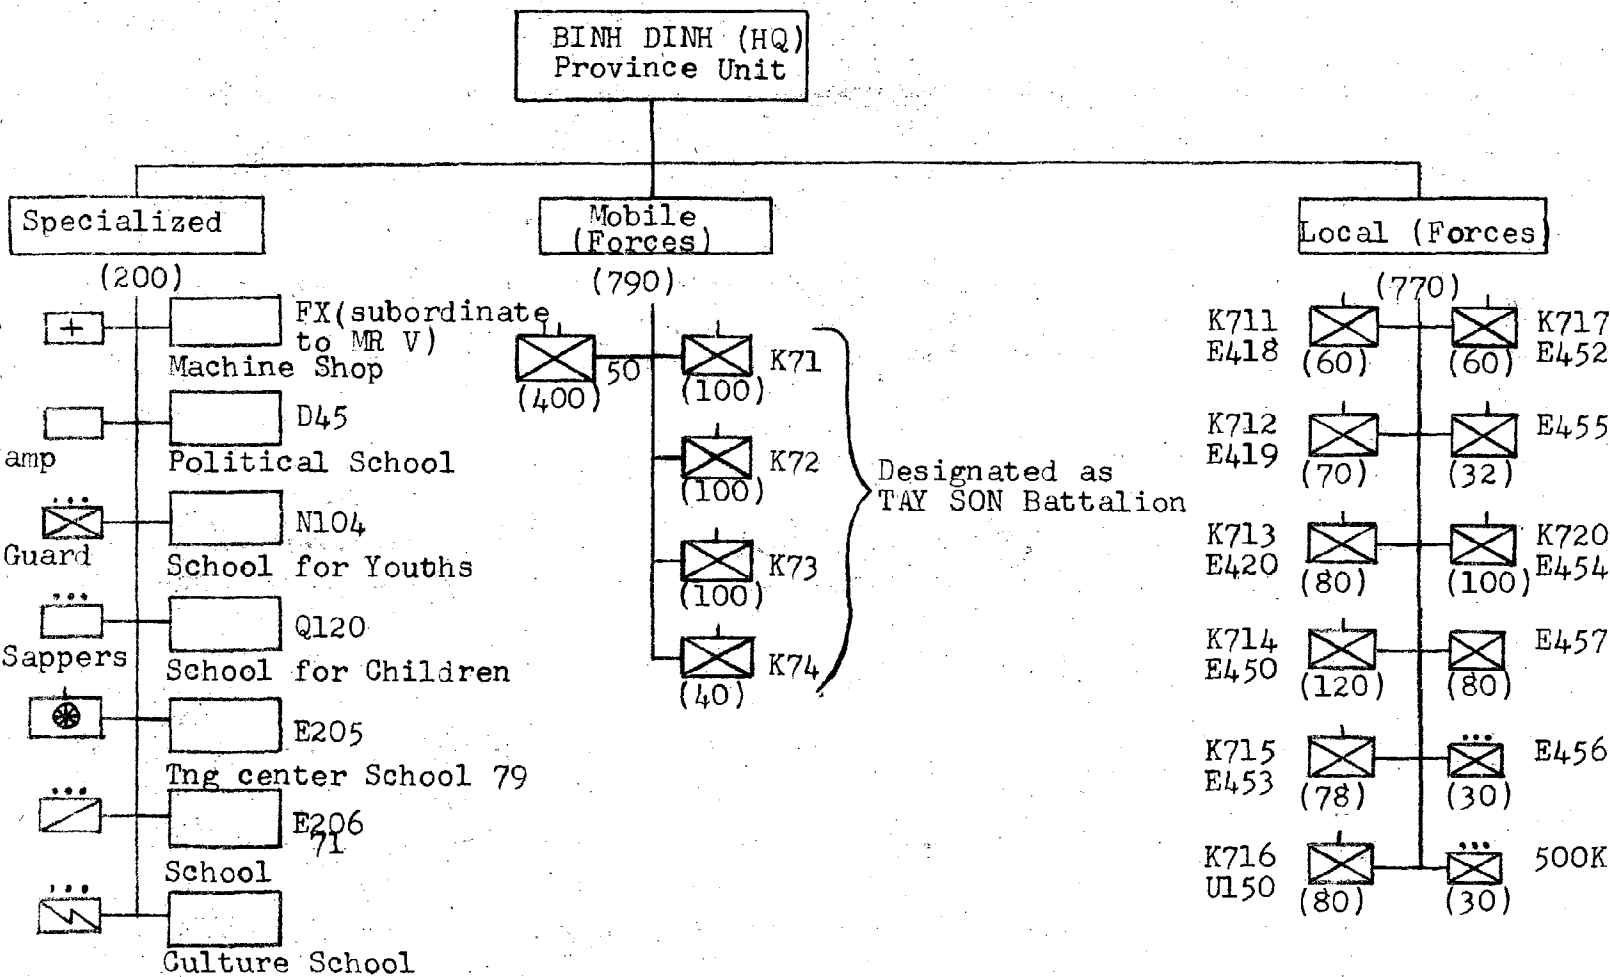 BINH DINH (HQ)
Province Unit
Specialized
(200)
FX(subordinate
to MR V)
Machine Shop
D45
amp
Political School
N104
Guard
School for Youths
Q120
Sappers
School for Children
E205
Tng center School 79
E206
71
School
Culture School
Mobile
(Forces)
(790)
(400)
50
K71
(100)
K72
(100)
K73
(100)
K74
(40)
Designated as
TAY SON Battalion
Local (Forces)
(770)
K711
E418
(60)
K717
E452
(60)
K712
E419
(70)
E455
(32)
K713
E420
(80)
K720
E454
(100)
K714
E450
(120)
E457
(80)
K715
E453
(78)
E456
(30)
K716
U150
(80)
500K
(30)